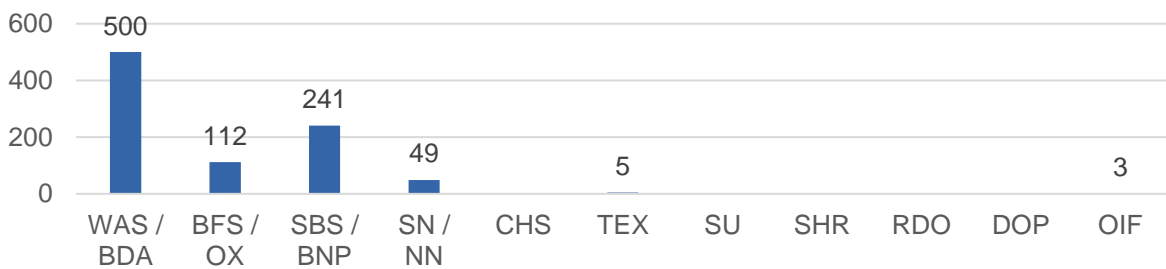 600
400
200
0
500
112
241
49
5
3
WAS / BDA
BFS / OX
SBS / BNP
SN / NN
CHS
TEX
SU
SHR
RDO
DOP
OIF